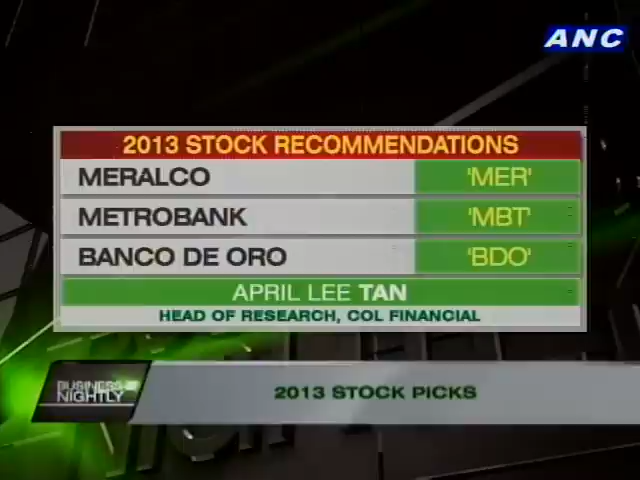 ANC
2013 STOCK RECOMMENDATIONS
MERALCO 'MER'
METROBANK 'MBT'
BANCO DE ORO 'BDO'
APRIL LEE TAN
HEAD OF RESEARCH, COL FINANCIAL
BUSINESS
NIGHTLY
2013 STOCK PICKS